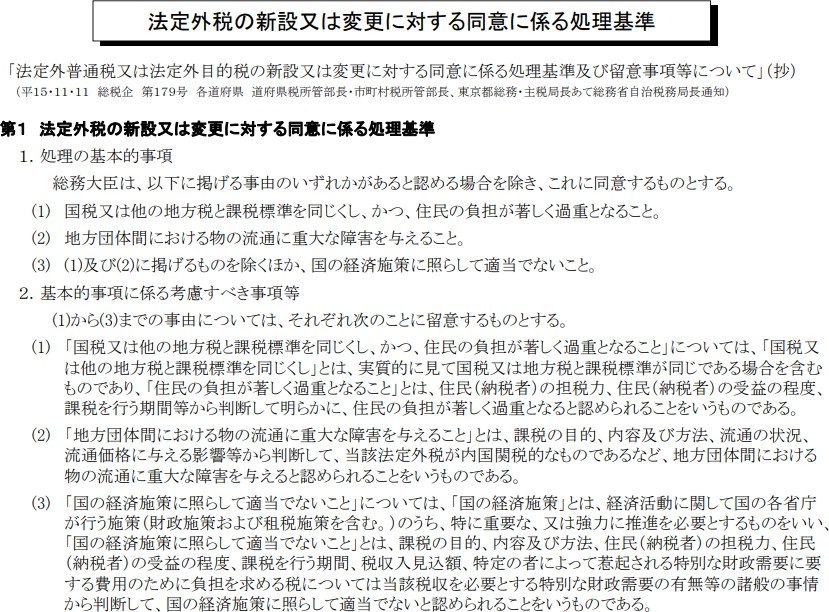 法定外税の新設又は変更に対する同意に係る処理基準
「法定外普通税又は法定外目的税の新設又は変更に対する同意に係る処理基準及び留意事項等について」(抄)
(平15・11・11 総税企 第179号 各道府県 道府県税所管部長・市町村税所管部長、東京都総務・主税局長あて総務省自治税務局長通知)
第1 法定外税の新設又は変更に対する同意に係る処理基準
1. 処理の基本的事項
総務大臣は、以下に掲げる事由のいずれかがあると認める場合を除き、これに同意するものとする。
(1) 国税又は他の地方税と課税標準を同じくし、かつ、住民の負担が著しく過重となること。
(2) 地方団体間における物の流通に重大な障害を与えること。
(3) (1)及び(2)に掲げるものを除くほか、国の経済施策に照らして適当でないこと。
2. 基本的事項に係る考慮すべき事項等
(1)から(3)までの事由については、それぞれ次のことに留意するものとする。
(1) 「国税又は他の地方税と課税標準を同じくし、かつ、住民の負担が著しく過重となること」については、「国税又
は他の地方税と課税標準を同じくし」とは、実質的に見て国税又は地方税と課税標準が同じである場合を含む
ものであり、「住民の負担が著しく過重となること」とは、住民(納税者)の担税力、住民(納税者)の受益の程度、
課税を行う期間等から判断して明らかに、住民の負担が著しく過重となると認められることをいうものである。
(2) 「地方団体間における物の流通に重大な障害を与えること」とは、課税の目的、内容及び方法、流通の状況、
流通価格に与える影響等から判断して、当該法定外税が内国関税的なものであるなど、地方団体間における
物の流通に重大な障害を与えると認められることをいうものである。
(3) 「国の経済施策に照らして適当でないこと」については、「国の経済施策」とは、経済活動に関して国の各省庁
が行う施策(財政施策および租税施策を含む。)のうち、特に重要な、又は強力に推進を必要とするものをいい、
「国の経済施策に照らして適当でないこと」とは、課税の目的、内容及び方法、住民(納税者)の担税力、住民
(納税者)の受益の程度、課税を行う期間、税収入見込額、特定の者によって惹起される特別な財政需要に要
する費用のために負担を求める税については当該税収を必要とする特別な財政需要の有無等の諸般の事情
から判断して、国の経済施策に照らして適当でないと認められることをいうものである。